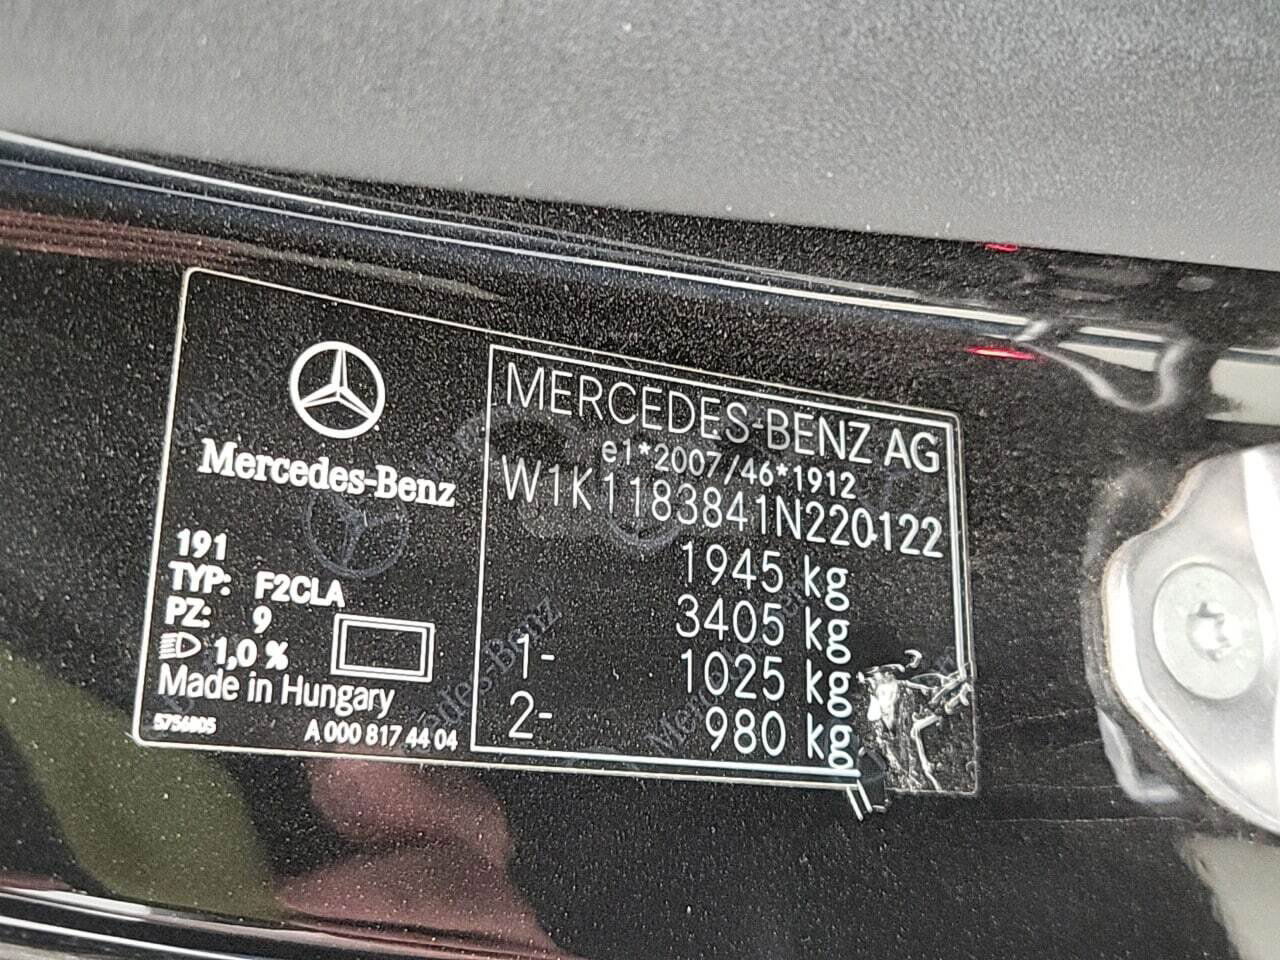 Mercedes-Benz
191
TYP: F2CLA
PZ: 9
1,0 %
Made in Hungary
5756805 A 000 817 44 04
MERCEDES-BENZ AG
e1*2007/46*1912
W1K1183841N220122
1945 kg
3405 kg
1- 1025 kg
2- 980 kg